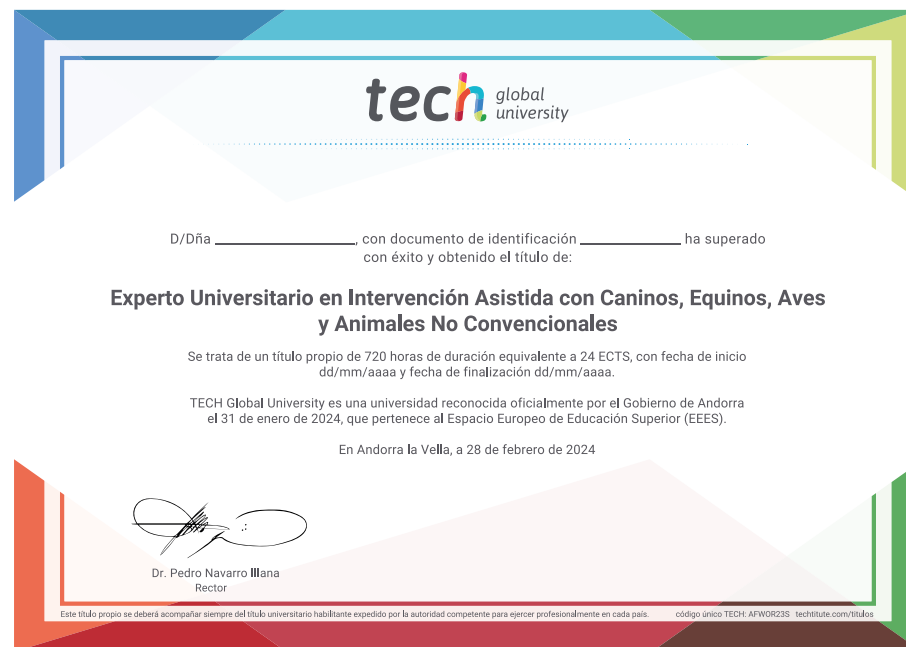 tech global
university
D/Dña ____________, con documento de identificación ____________ ha superado
con éxito y obtenido el título de:
Experto Universitario en Intervención Asistida con Caninos, Equinos, Aves
y Animales No Convencionales
Se trata de un título propio de 720 horas de duración equivalente a 24 ECTS, con fecha de inicio
dd/mm/aaaa y fecha de finalización dd/mm/aaaa.
TECH Global University es una universidad reconocida oficialmente por el Gobierno de Andorra
el 31 de enero de 2024, que pertenece al Espacio Europeo de Educación Superior (EEES).
En Andorra la Vella, a 28 de febrero de 2024
Dr. Pedro Navarro Illana
Rector
Este título propio se deberá acompañar siempre del título universitario habilitante expedido por la autoridad competente para ejercer profesionalmente en cada país. código único TECH: AFWOR23S techtitute.com/titulos